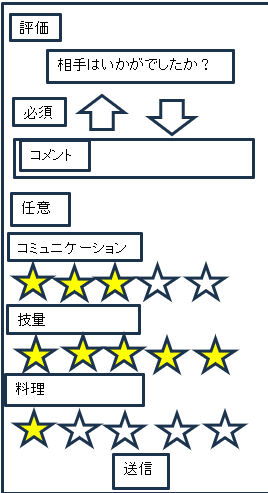 評価
相手はいかがでしたか？
必須
コメント
任意
コミュニケーション
技量
料理
送信